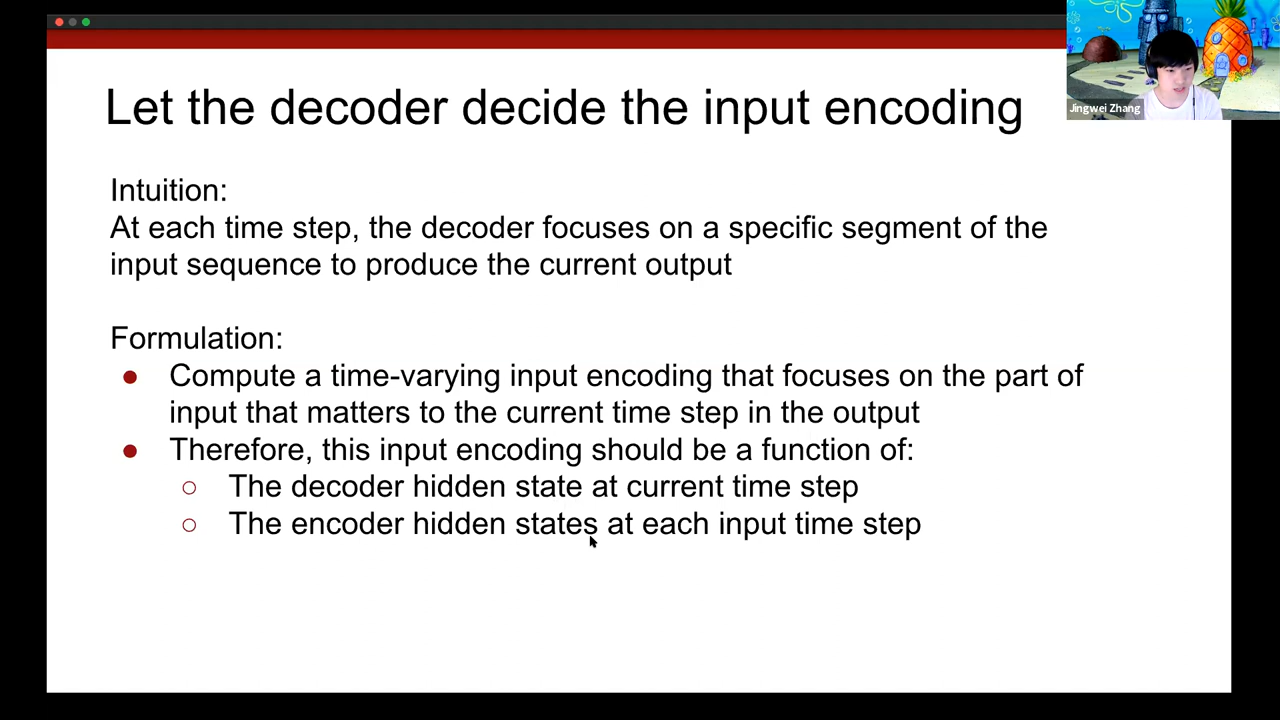 Let the decoder decide the input encoding
Jingwei Zhang
Intuition:
At each time step, the decoder focuses on a specific segment of the
input sequence to produce the current output
Formulation:
● Compute a time-varying input encoding that focuses on the part of
input that matters to the current time step in the output
● Therefore, this input encoding should be a function of:
○ The decoder hidden state at current time step
○ The encoder hidden states at each input time step